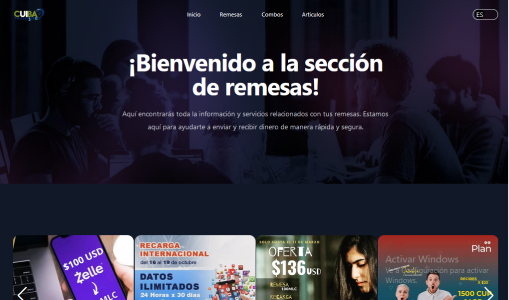 CUIBA
Inicio
Remesas
Combos
Artículos
ES
¡Bienvenido a la sección
de remesas!
Aquí encontrarás toda la información y servicios relacionados con tus remesas. Estamos
aquí para ayudarte a enviar y recibir dinero de manera rápida y segura.
$100 USD
Zelle
MLC
RECARGA
INTERNACIONAL
del 16 al 19 de octubre
DATOS
ILIMITADOS
24 Horas x 30 días
OFERTA
$136USD
REMESA
RECARGA
Plan
Activar Windows
Ve a Configuración para activar
Windows.
1500 CUP